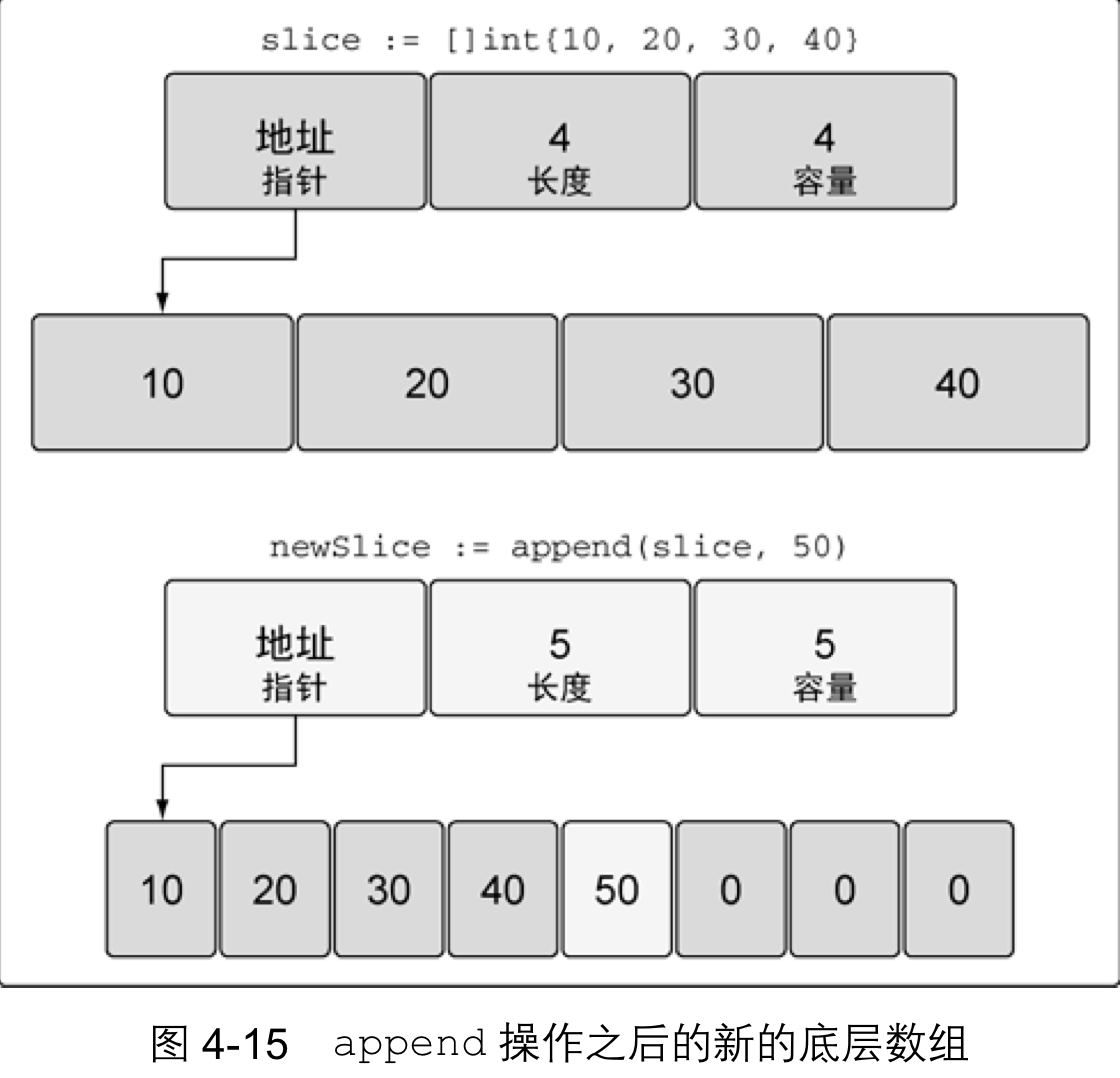 slice := []int{10, 20, 30, 40}
地址 4 4
指针 长度 容量
10 20 30 40
newSlice := append(slice, 50)
地址 5 5
指针 长度 容量
10 20 30 40 50 0 0 0
图 4-15 append 操作之后的新的底层数组